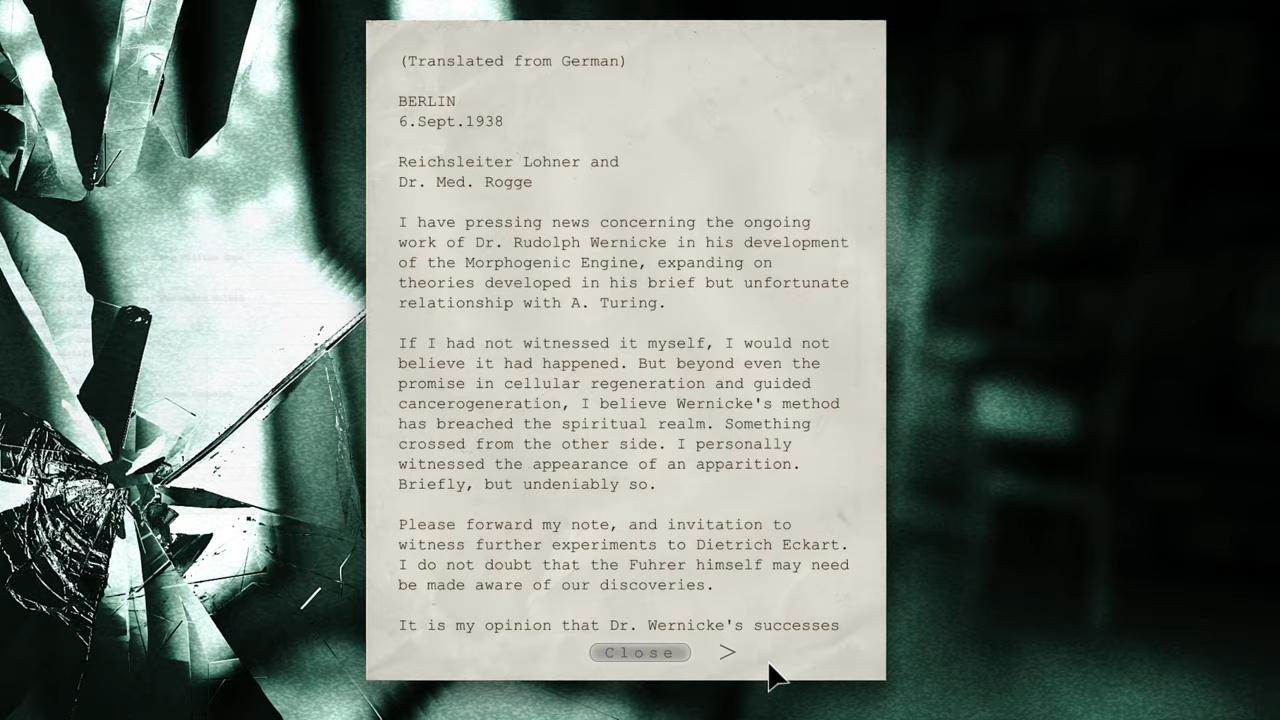 (Translated from German)
BERLIN
6.Sept.1938
Reichsleiter Lohner and
Dr. Med. Rogge
I have pressing news concerning the ongoing
work of Dr. Rudolph Wernicke in his development
of the Morphogenic Engine, expanding on
theories developed in his brief but unfortunate
relationship with A. Turing.
If I had not witnessed it myself, I would not
believe it had happened. But beyond even the
promise in cellular regeneration and guided
cancerogeneration, I believe Wernicke's method
has breached the spiritual realm. Something
crossed from the other side. I personally
witnessed the appearance of an apparition.
Briefly, but undeniably so.
Please forward my note, and invitation to
witness further experiments to Dietrich Eckart.
I do not doubt that the Fuhrer himself may need
be made aware of our discoveries.
It is my opinion that Dr. Wernicke's successes
Close >